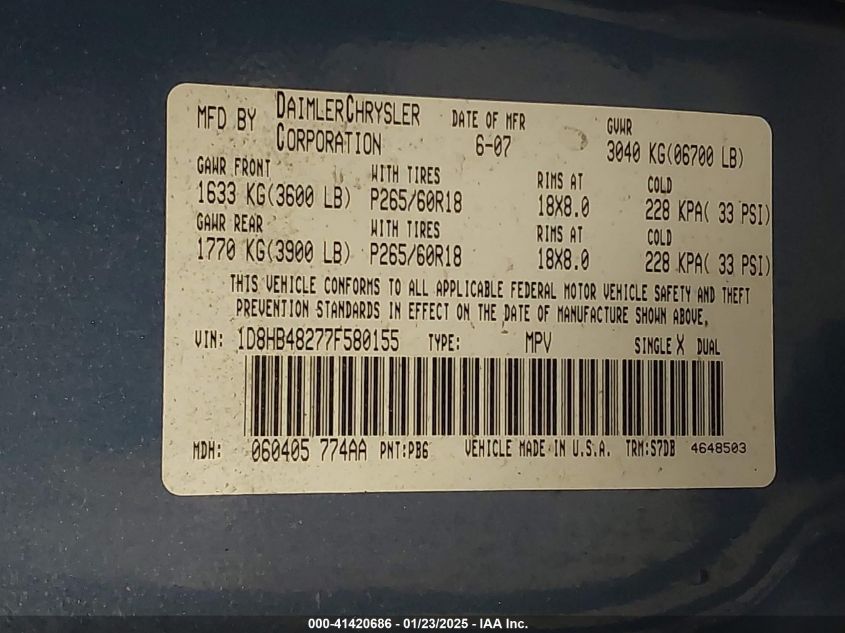 MFD BY DAIMLERCHRYSLER CORPORATION DATE OF MFR 6-07 GVWR 3040 KG(06700 LB)
GAWR FRONT WITH TIRES RIMS AT COLD
1633 KG(3600 LB) P265/60R18 18X8.0 228 KPA( 33 PSI)
GAWR REAR WITH TIRES RIMS AT COLD
1770 KG(3900 LB) P265/60R18 18X8.0 228 KPA( 33 PSI)
THIS VEHICLE CONFORMS TO ALL APPLICABLE FEDERAL MOTOR VEHICLE SAFETY AND THEFT
PREVENTION STANDARDS IN EFFECT ON THE DATE OF MANUFACTURE SHOWN ABOVE.
VIN: 1D8HB48277F580155 TYPE: MPV SINGLE X DUAL
MDH: 060405 774AA PNT:PB6 VEHICLE MADE IN U.S.A. TRM:S7DB 4648503
000-41420686 - 01/23/2025 - IAA Inc.